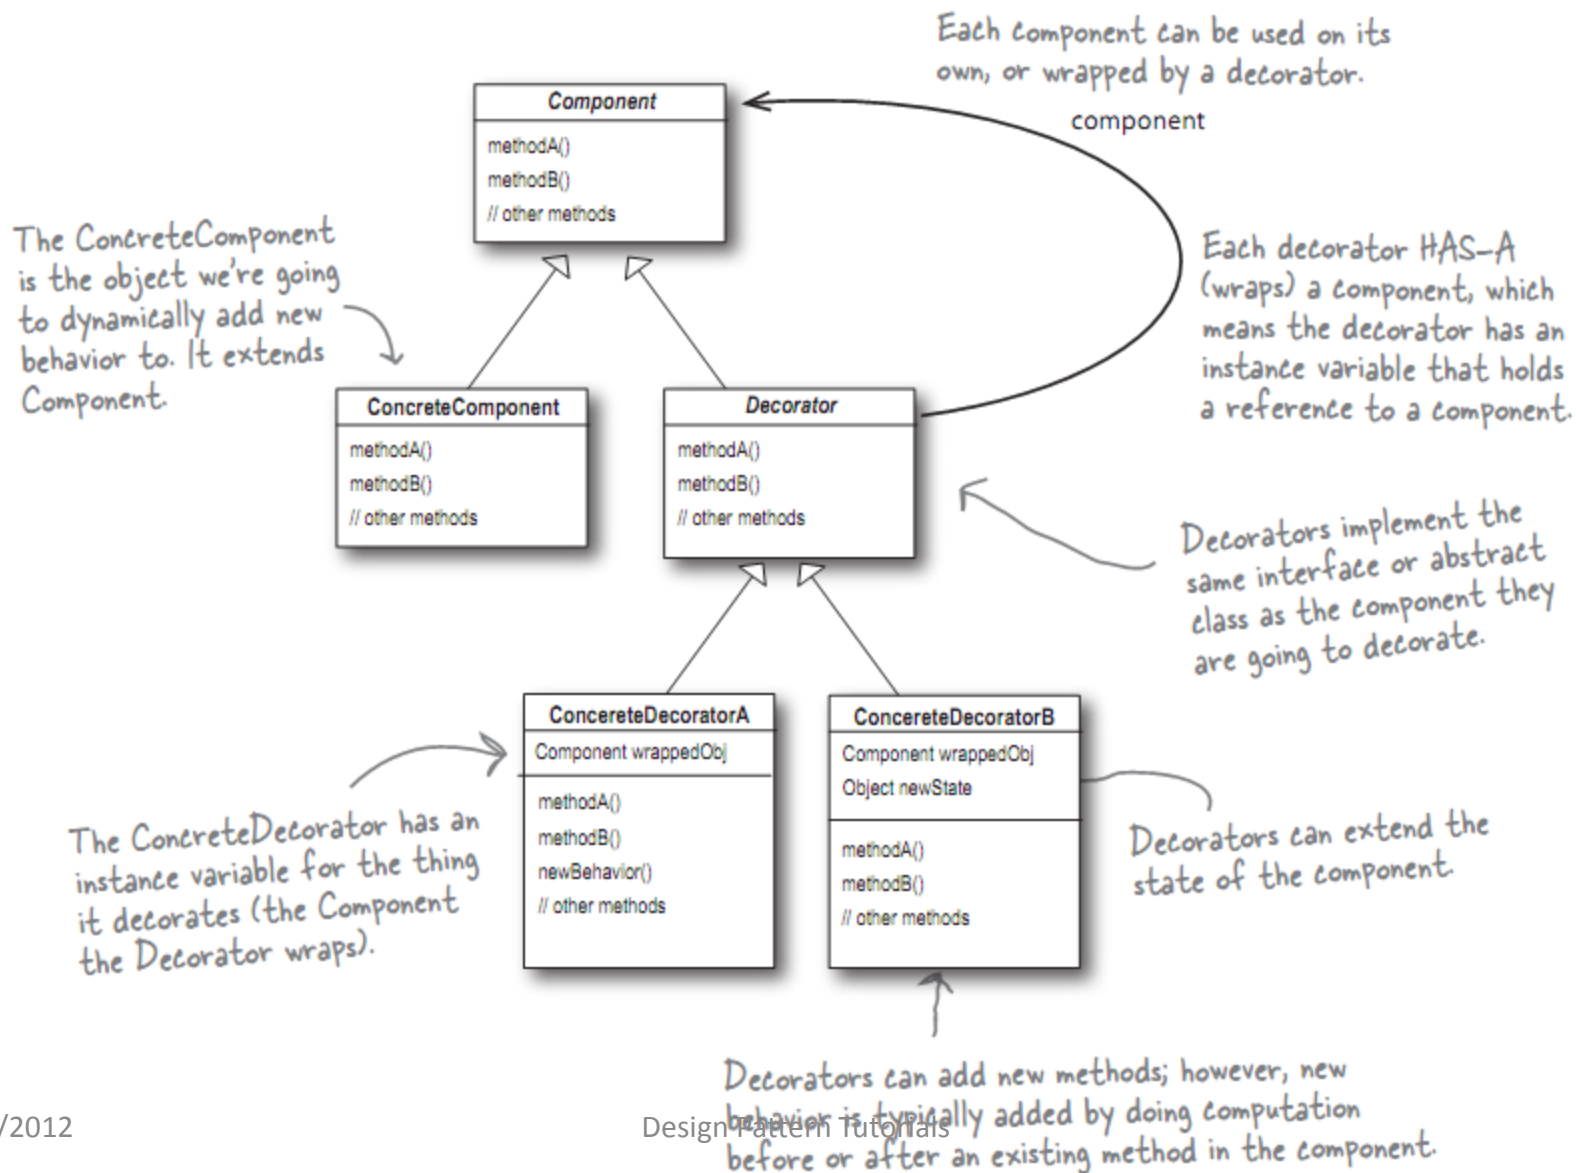 Each component can be used on its
own, or wrapped by a decorator.
component
Component
methodA()
methodB()
// other methods
The ConcreteComponent
is the object we're going
to dynamically add new
behavior to. It extends
Component.
Each decorator HAS-A
(wraps) a component, which
means the decorator has an
instance variable that holds
a reference to a component.
ConcreteComponent
methodA()
methodB()
// other methods
Decorator
methodA()
methodB()
// other methods
Decorators implement the
same interface or abstract
class as the component they
are going to decorate.
ConcereteDecoratorA
Component wrappedObj
methodA()
methodB()
newBehavior()
// other methods
ConcereteDecoratorB
Component wrappedObj
Object newState
methodA()
methodB()
// other methods
The ConcreteDecorator has an
instance variable for the thing
it decorates (the Component
the Decorator wraps).
Decorators can extend the
state of the component.
Decorators can add new methods; however, new
behavior is typically added by doing computation
before or after an existing method in the component.
/2012
Design Pattern Tutorials